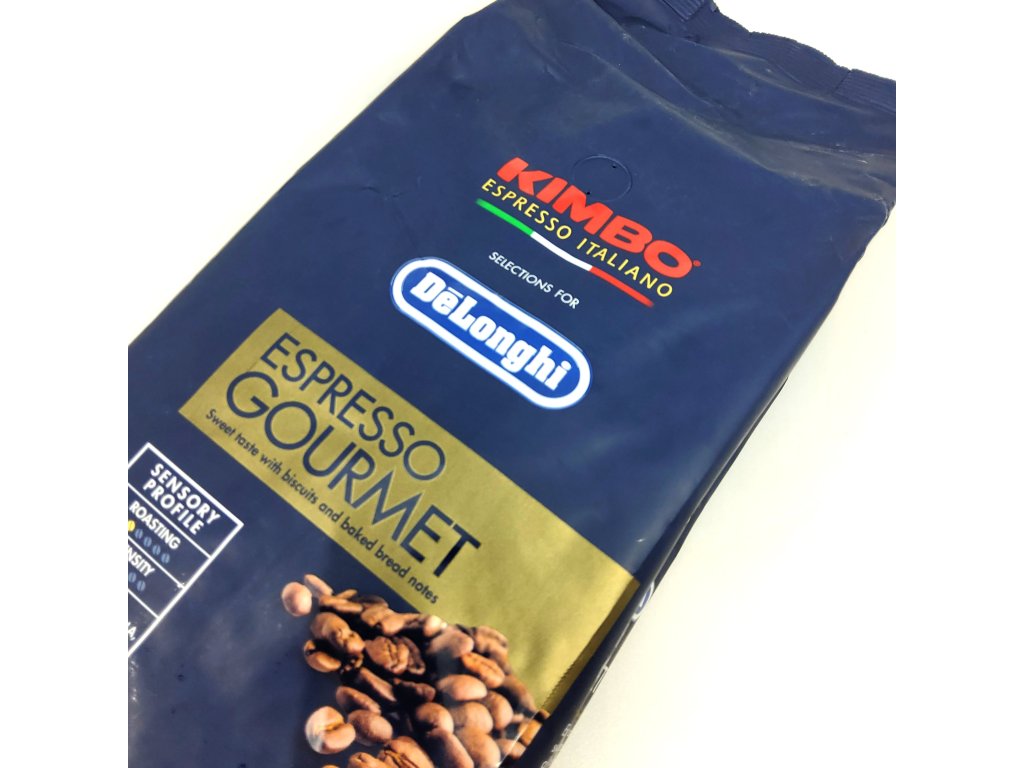 KIMBO
ESPRESSO ITALIANO
SELECTIONS FOR
DēLonghi
ESPRESSO
GOURMET
Sweet taste with biscuits and baked bread notes
SENSORY
PROFILE
ROASTING